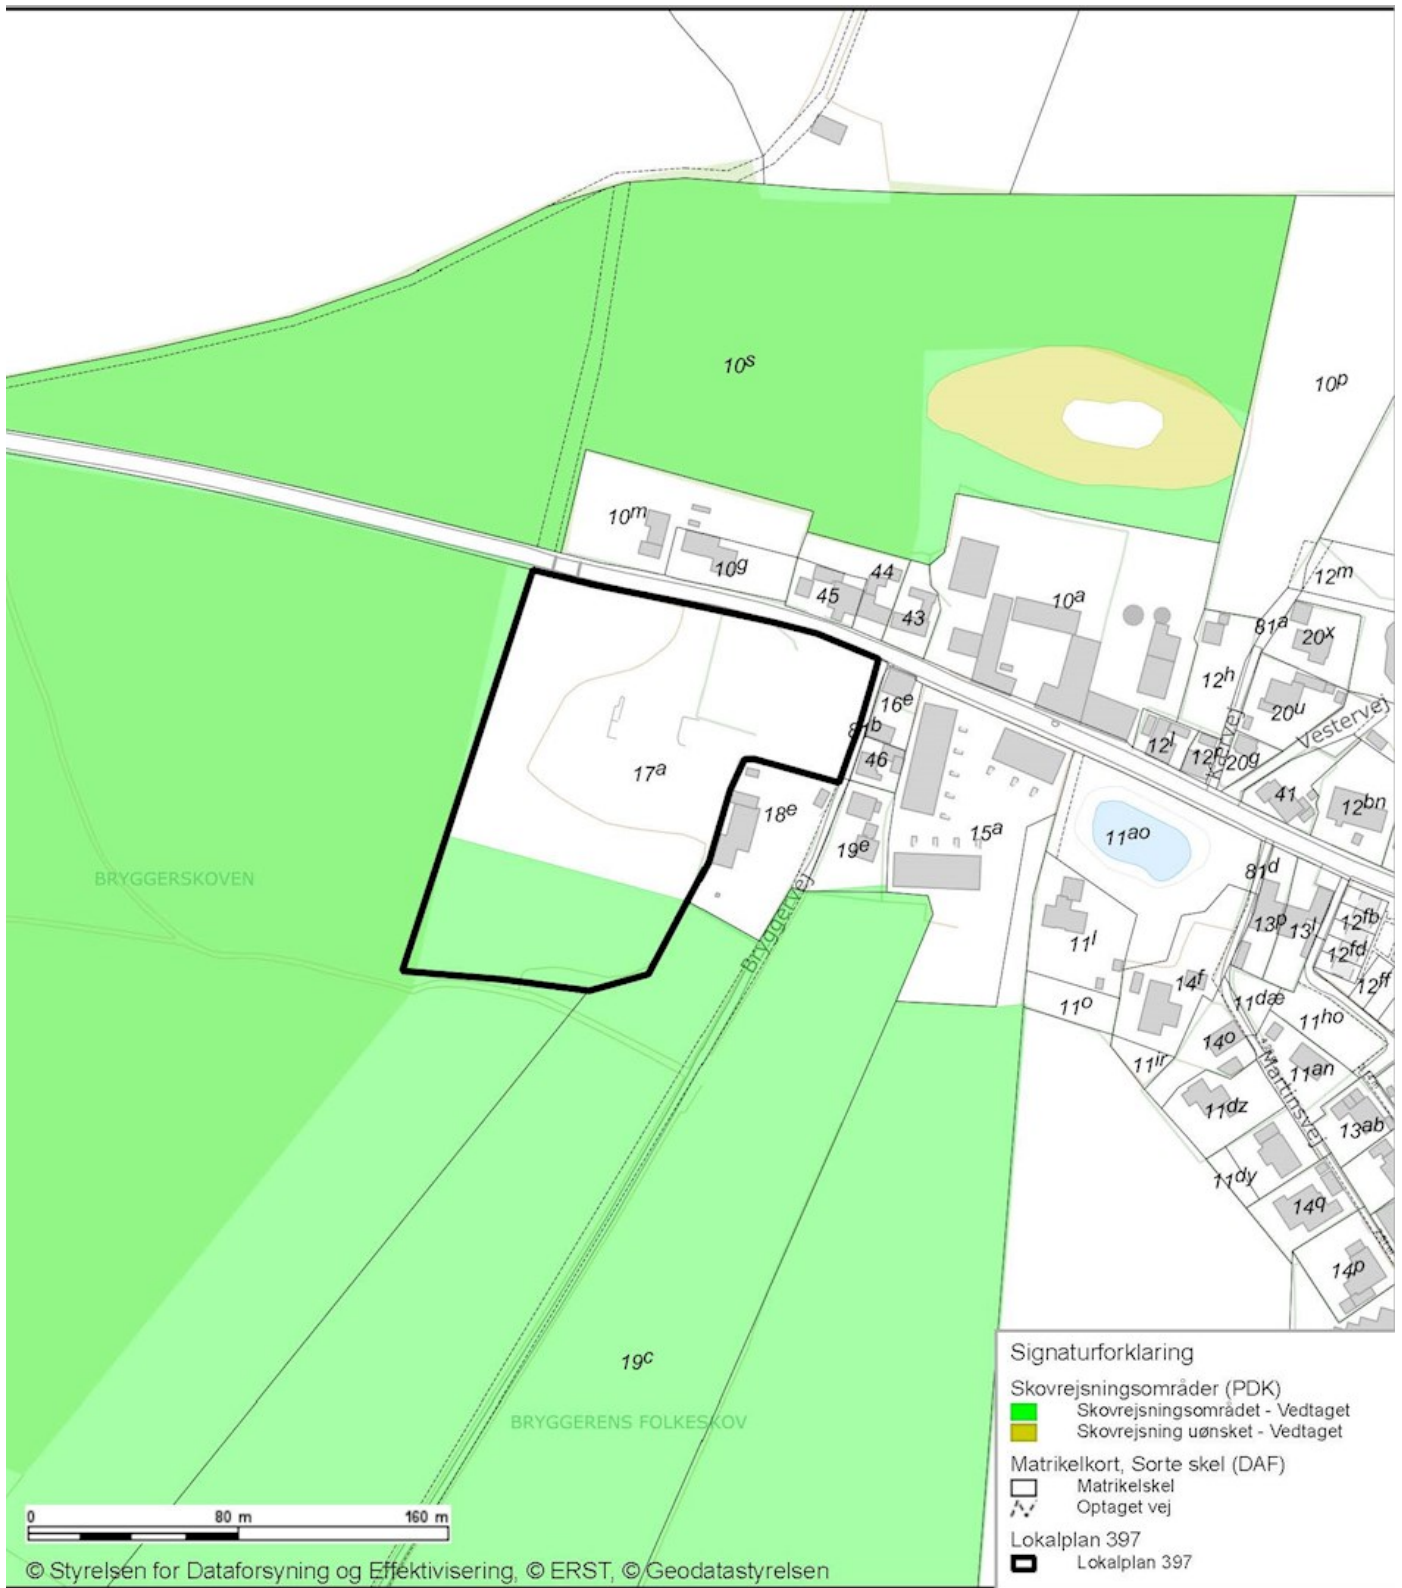 10s
10p
10m
10g
44
45
43
10a
12m
81a
20x
12h
20u
Vestervej
16e
81b
46
12l
20g
17a
18e
41
12bn
15a
11ao
19e
BRYGGERSKOVEN
81d
Bryggervej
13p
13l
12fb
12fd
12ff
11l
14f
11o
11dæ
11ho
14o
11ir
11an
Martinsvej
11dz
13ab
11dy
14q
14p
19c
BRYGGERENS FOLKESKOV
Signaturforklaring
Skovrejsningsområder (PDK)
Skovrejsningsområdet - Vedtaget
Skovrejsning uønsket - Vedtaget
Matrikelkort, Sorte skel (DAF)
Matrikelskel
Optaget vej
Lokalplan 397
Lokalplan 397
0 80 m 160 m
© Styrelsen for Dataforsyning og Effektivisering, © ERST, © Geodatastyrelsen